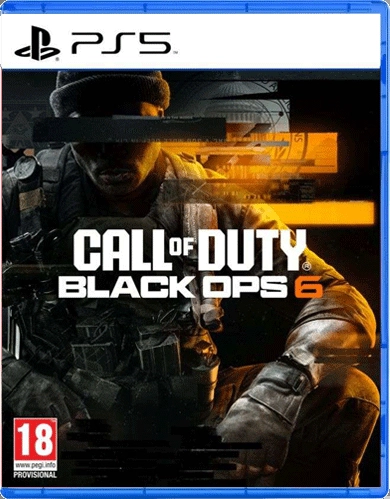 PS5
CALL OF DUTY®
BLACK OPS 6
18
www.pegi.info
PROVISIONAL